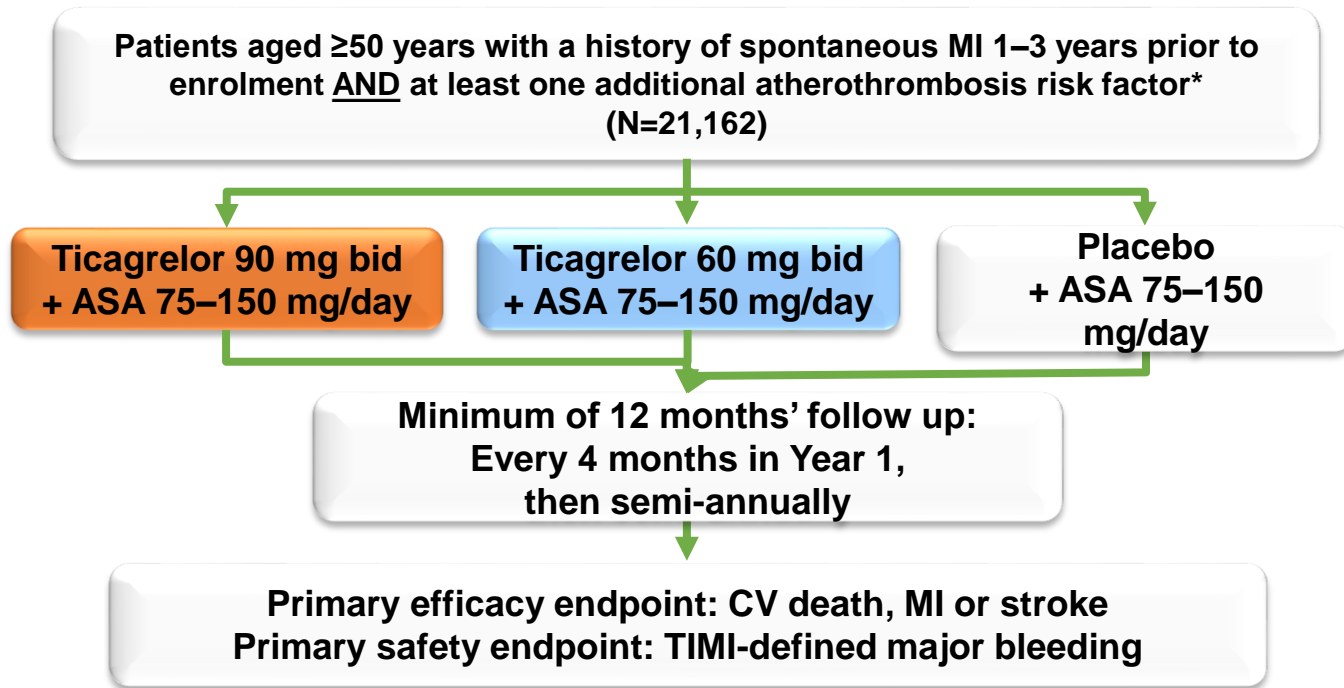 Patients aged ≥50 years with a history of spontaneous MI 1–3 years prior to
enrolment AND at least one additional atherothrombosis risk factor*
(N=21,162)
Ticagrelor 90 mg bid
+ ASA 75–150 mg/day
Ticagrelor 60 mg bid
+ ASA 75–150 mg/day
Placebo
+ ASA 75–150
mg/day
Minimum of 12 months’ follow up:
Every 4 months in Year 1,
then semi-annually
Primary efficacy endpoint: CV death, MI or stroke
Primary safety endpoint: TIMI-defined major bleeding